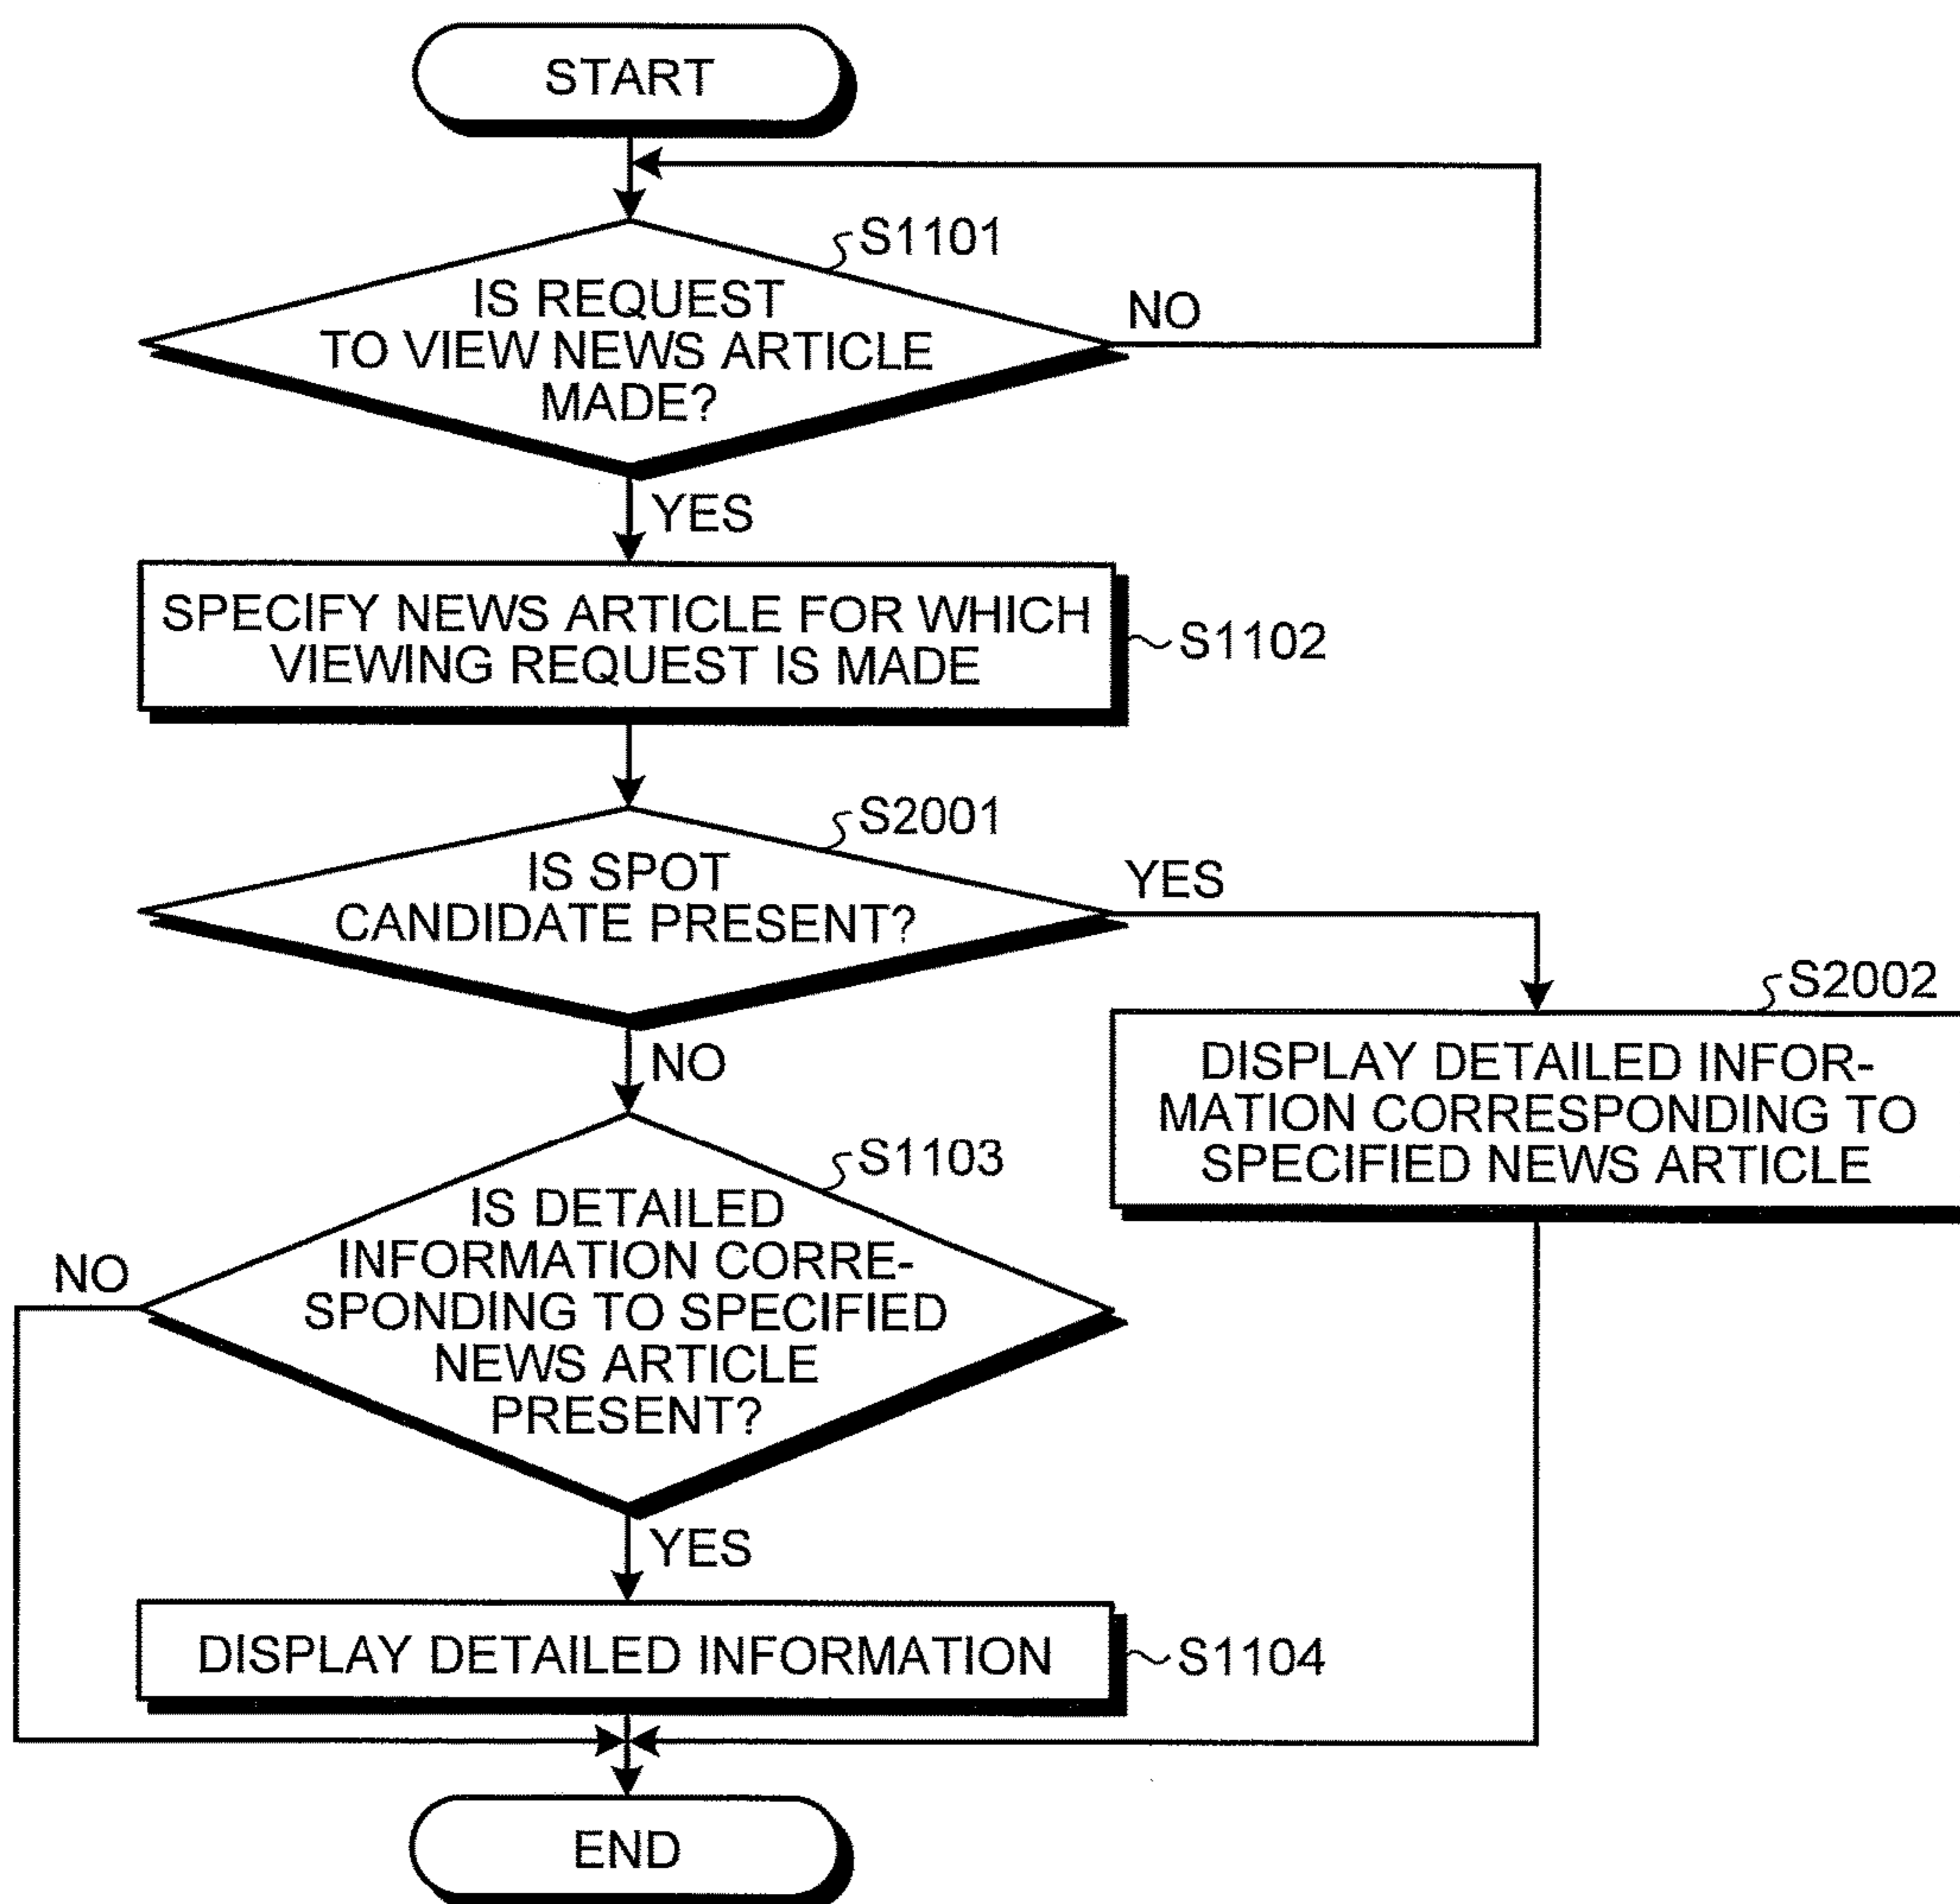 START
S1101
IS REQUEST
TO VIEW NEWS ARTICLE
MADE?
NO
YES
SPECIFY NEWS ARTICLE FOR WHICH
VIEWING REQUEST IS MADE
S1102
S2001
IS SPOT
CANDIDATE PRESENT?
YES
S2002
DISPLAY DETAILED INFOR-
MATION CORRESPONDING TO
SPECIFIED NEWS ARTICLE
NO
S1103
IS DETAILED
INFORMATION CORRE-
SPONDING TO SPECIFIED
NEWS ARTICLE
PRESENT?
NO
YES
DISPLAY DETAILED INFORMATION
S1104
END